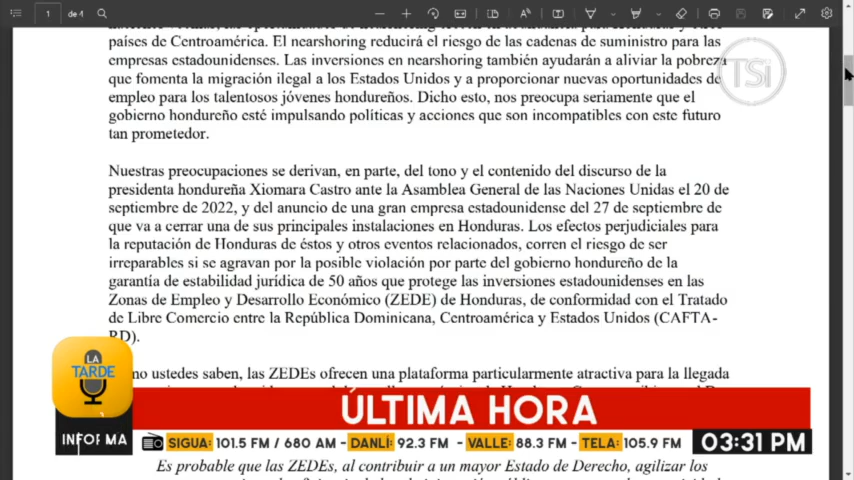 1 de 4
países de Centroamérica. El nearshoring reducirá el riesgo de las cadenas de suministro para las
empresas estadounidenses. Las inversiones en nearshoring también ayudarán a aliviar la pobreza
que fomenta la migración ilegal a los Estados Unidos y a proporcionar nuevas oportunidades de
empleo para los talentosos jóvenes hondureños. Dicho esto, nos preocupa seriamente que el
gobierno hondureño esté impulsando políticas y acciones que son incompatibles con este futuro
tan prometedor.
TSi
Nuestras preocupaciones se derivan, en parte, del tono y el contenido del discurso de la
presidenta hondureña Xiomara Castro ante la Asamblea General de las Naciones Unidas el 20 de
septiembre de 2022, y del anuncio de una gran empresa estadounidense del 27 de septiembre de
que va a cerrar una de sus principales instalaciones en Honduras. Los efectos perjudiciales para
la reputación de Honduras de éstos y otros eventos relacionados, corren el riesgo de ser
irreparables si se agravan por la posible violación por parte del gobierno hondureño de la
garantía de estabilidad jurídica de 50 años que protege las inversiones estadounidenses en las
Zonas de Empleo y Desarrollo Económico (ZEDE) de Honduras, de conformidad con el Tratado
de Libre Comercio entre la República Dominicana, Centroamérica y Estados Unidos (CAFTA-
RD).
ustedes saben, las ZEDEs ofrecen una plataforma particularmente atractiva para la llegada
LA
TARDE
INFORMA
ÚLTIMA HORA
SIGUA: 101.5 FM / 680 AM - DANLÍ: 92.3 FM - VALLE: 88.3 FM - TELA: 105.9 FM
03:31 PM
Es probable que las ZEDEs, al contribuir a un mayor Estado de Derecho, agilizar los